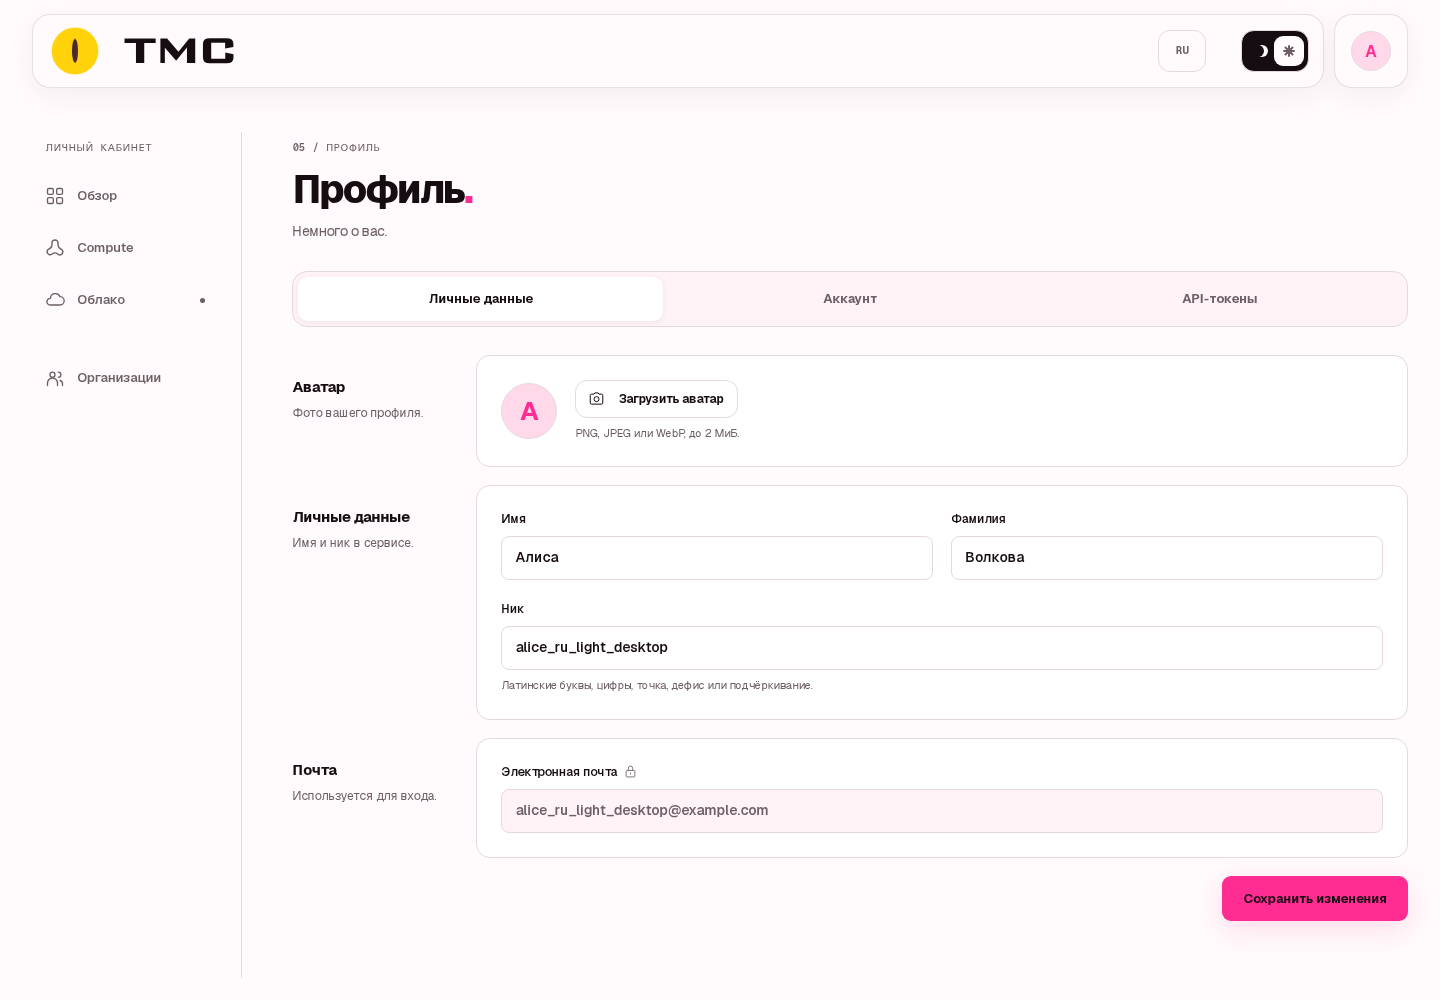 TMC
RU
A
ЛИЧНЫЙ КАБИНЕТ
Обзор
Compute
Облако
Организации
05 / ПРОФИЛЬ
Профиль.
Немного о вас.
Личные данные
Аккаунт
API-токены
Аватар
Фото вашего профиля.
A
Загрузить аватар
PNG, JPEG или WebP, до 2 МиБ.
Личные данные
Имя и ник в сервисе.
Имя
Фамилия
Алиса
Волкова
Ник
alice_ru_light_desktop
Латинские буквы, цифры, точка, дефис или подчёркивание.
Почта
Используется для входа.
Электронная почта
alice_ru_light_desktop@example.com
Сохранить изменения